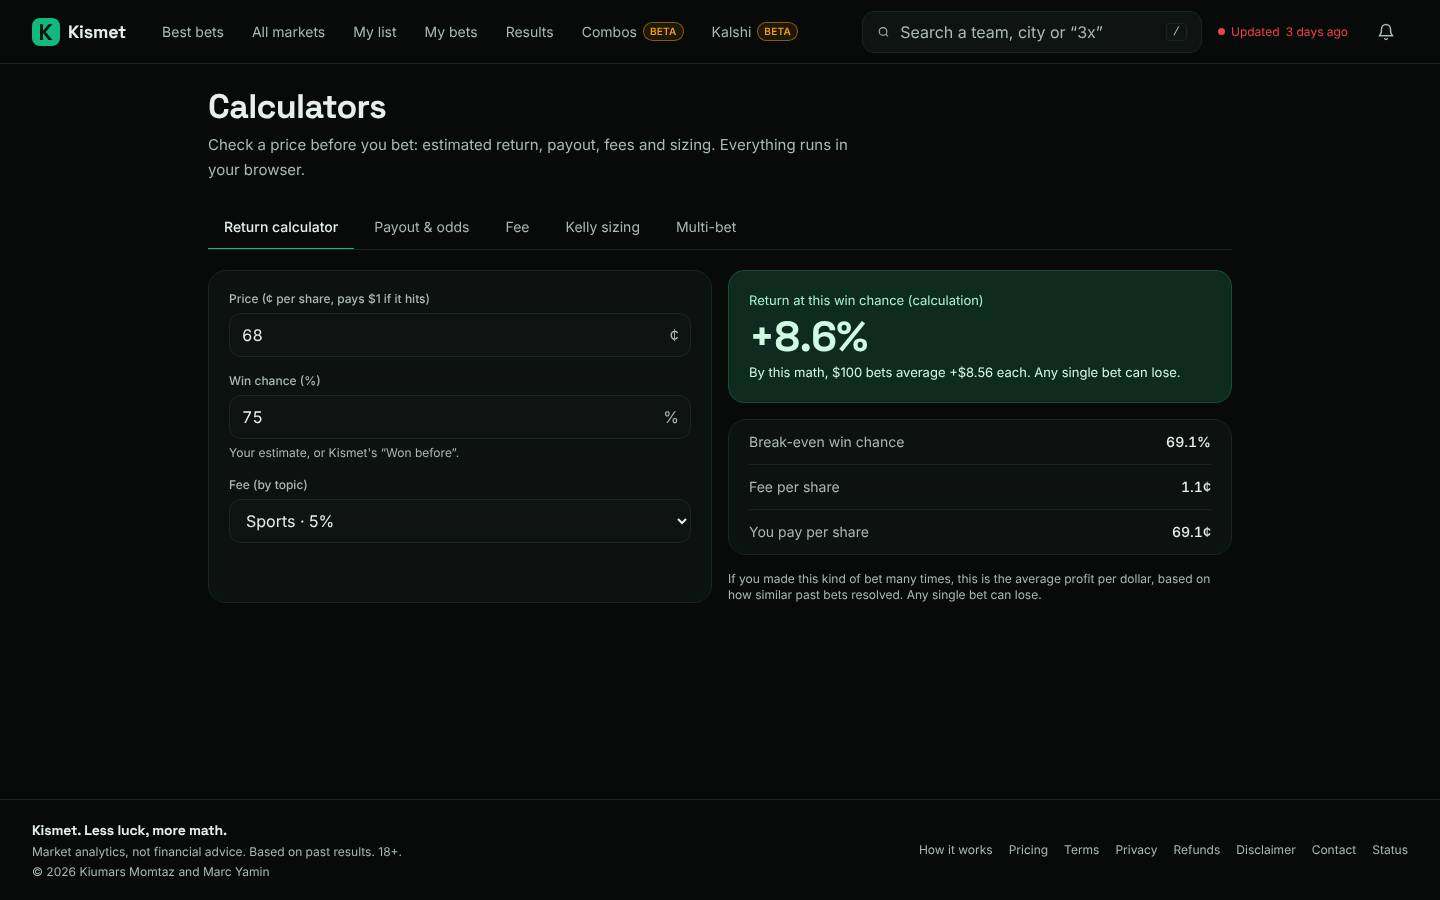 K Kismet Best bets All markets My list My bets Results Combos BETA Kalshi BETA Search a team, city or “3x” / Updated 3 days ago
Calculators
Check a price before you bet: estimated return, payout, fees and sizing. Everything runs in
your browser.
Return calculator Payout & odds Fee Kelly sizing Multi-bet
Price (¢ per share, pays $1 if it hits)
68 ¢
Win chance (%)
75 %
Your estimate, or Kismet's “Won before”.
Fee (by topic)
Sports · 5%
Return at this win chance (calculation)
+8.6%
By this math, $100 bets average +$8.56 each. Any single bet can lose.
Break-even win chance 69.1%
Fee per share 1.1¢
You pay per share 69.1¢
If you made this kind of bet many times, this is the average profit per dollar, based on
how similar past bets resolved. Any single bet can lose.
Kismet. Less luck, more math.
Market analytics, not financial advice. Based on past results. 18+.
© 2026 Kiumars Momtaz and Marc Yamin
How it works Pricing Terms Privacy Refunds Disclaimer Contact Status